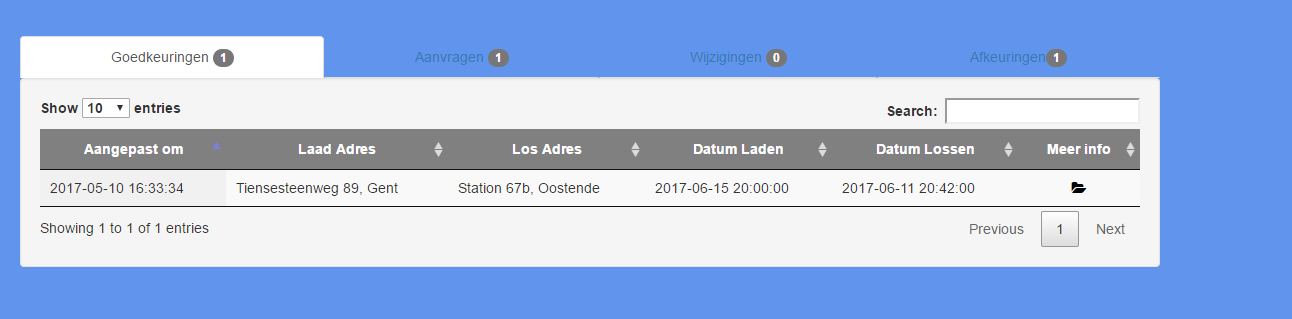 Goedkeuringen 1 Aanvragen 1 Wijzigingen 0 Afkeuringen 1
Show 10 entries Search:
Aangepast om Laad Adres Los Adres Datum Laden Datum Lossen Meer info
2017-05-10 16:33:34 Tiensesteenweg 89, Gent Station 67b, Oostende 2017-06-15 20:00:00 2017-06-11 20:42:00
Showing 1 to 1 of 1 entries Previous 1 Next